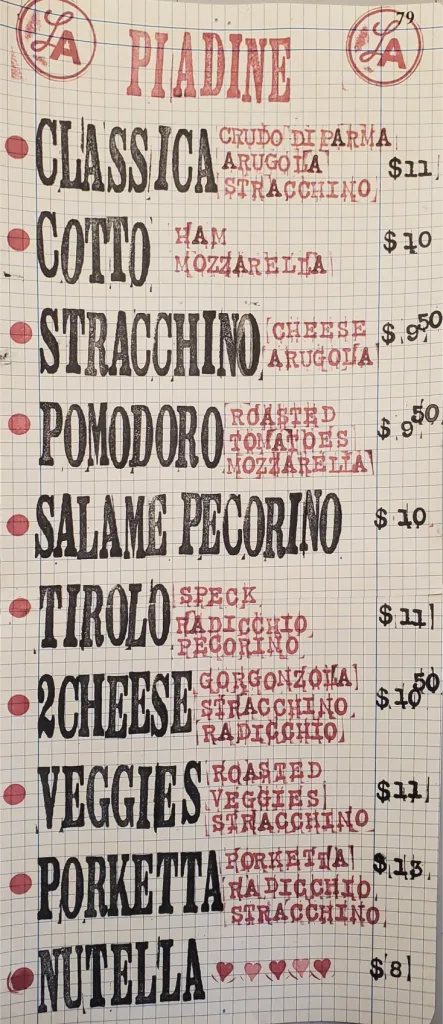 79
LA PIADINE LA
CLASSICA CRUDO DI PARMA
ARUGOLA $11
STRACCHINO
COTTO HAM $10
MOZZARELLA
STRACCHINO CHEESE $9 50
ARUGOLA
POMODORO ROASTED $9 50
TOMATOES
MOZZARELLA
SALAME PECORINO $10
TIROLO SPECK $11
RADICCHIO
PECORINO
2CHEESE GORGONZOLA $10 50
STRACCHINO
RADICCHIO
VEGGIES ROASTED $11
VEGGIES
STRACCHINO
PORKETTA PORKETTA $13
RADICCHIO
STRACCHINO
NUTELLA $8